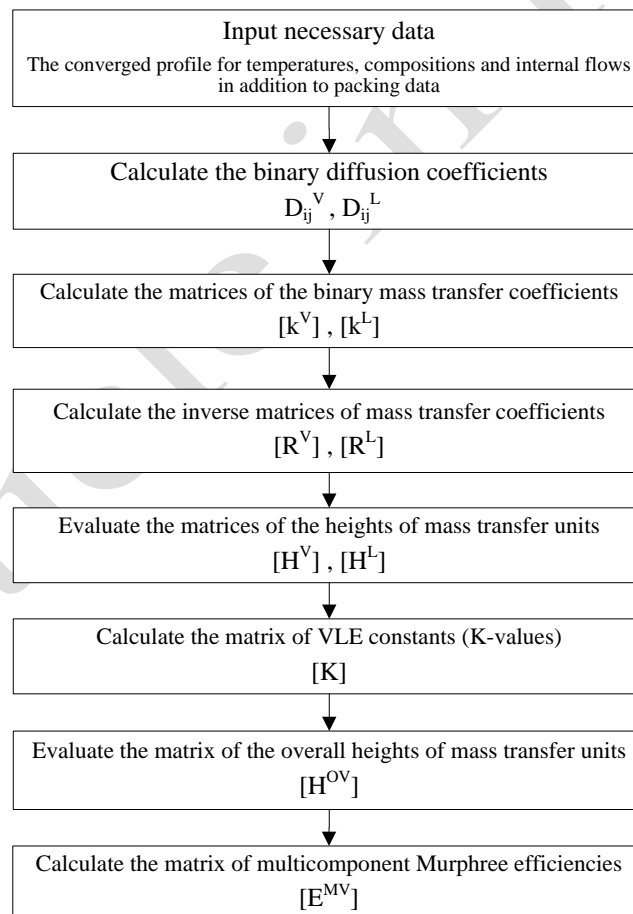 Input necessary data
The converged profile for temperatures, compositions and internal flows
in addition to packing data
Calculate the binary diffusion coefficients
D_ij^V , D_ij^L
Calculate the matrices of the binary mass transfer coefficients
[k^V] , [k^L]
Calculate the inverse matrices of mass transfer coefficients
[R^V] , [R^L]
Evaluate the matrices of the heights of mass transfer units
[H^V] , [H^L]
Calculate the matrix of VLE constants (K-values)
[K]
Evaluate the matrix of the overall heights of mass transfer units
[H^OV]
Calculate the matrix of multicomponent Murphree efficiencies
[E^MV]